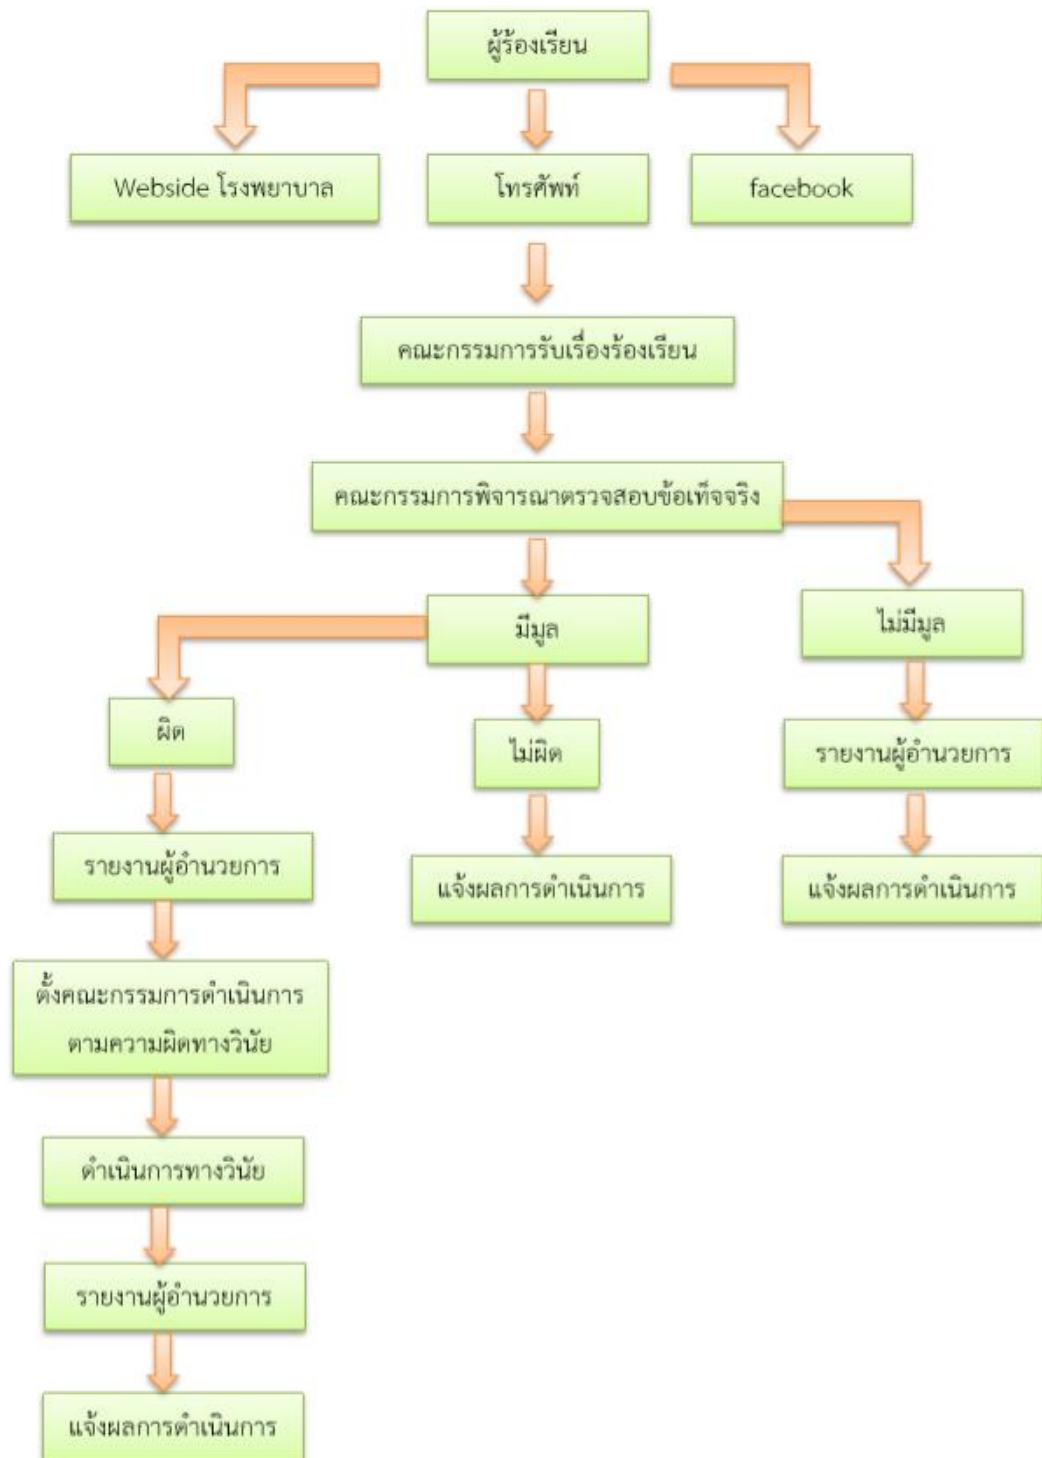 ผู้ร้องเรียน
Webside โรงพยาบาล
โทรศัพท์
facebook
คณะกรรมการรับเรื่องร้องเรียน
คณะกรรมการพิจารณาตรวจสอบข้อเท็จจริง
มีมูล
ไม่มีมูล
ผิด
ไม่ผิด
รายงานผู้อำนวยการ
รายงานผู้อำนวยการ
แจ้งผลการดำเนินการ
แจ้งผลการดำเนินการ
ตั้งคณะกรรมการดำเนินการ
ตามความผิดทางวินัย
ดำเนินการทางวินัย
รายงานผู้อำนวยการ
แจ้งผลการดำเนินการ